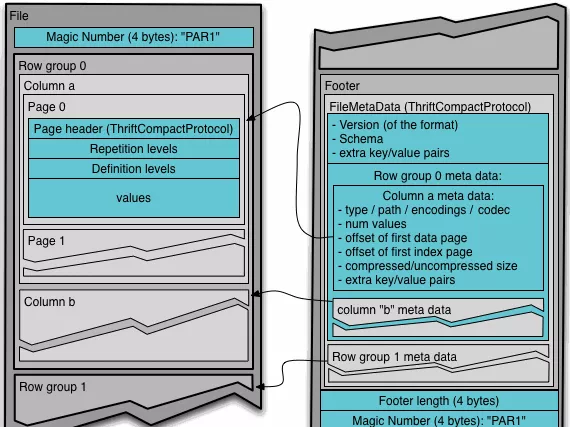 File
Magic Number (4 bytes): "PAR1"
Row group 0
Column a
Page 0
Page header (ThriftCompactProtocol)
Repetition levels
Definition levels
values
Page 1
Column b
Row group 1
Footer
FileMetaData (ThriftCompactProtocol)
- Version (of the format)
- Schema
- extra key/value pairs
Row group 0 meta data:
Column a meta data:
- type / path / encodings / codec
- num values
- offset of first data page
- offset of first index page
- compressed/uncompressed size
- extra key/value pairs
column "b" meta data
Row group 1 meta data
Footer length (4 bytes)
Magic Number (4 bytes): "PAR1"